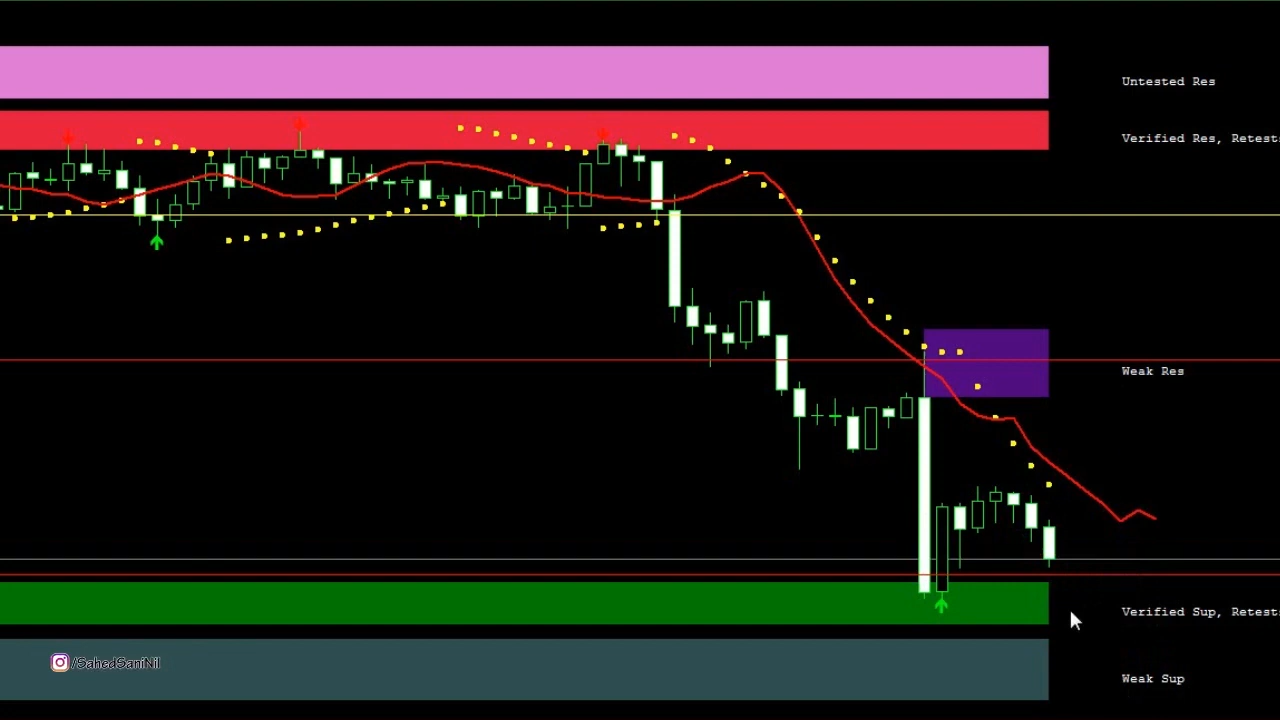 Untested Res
Verified Res, Retest
Weak Res
Verified Sup, Retest
/SahedSaniNil
Weak Sup